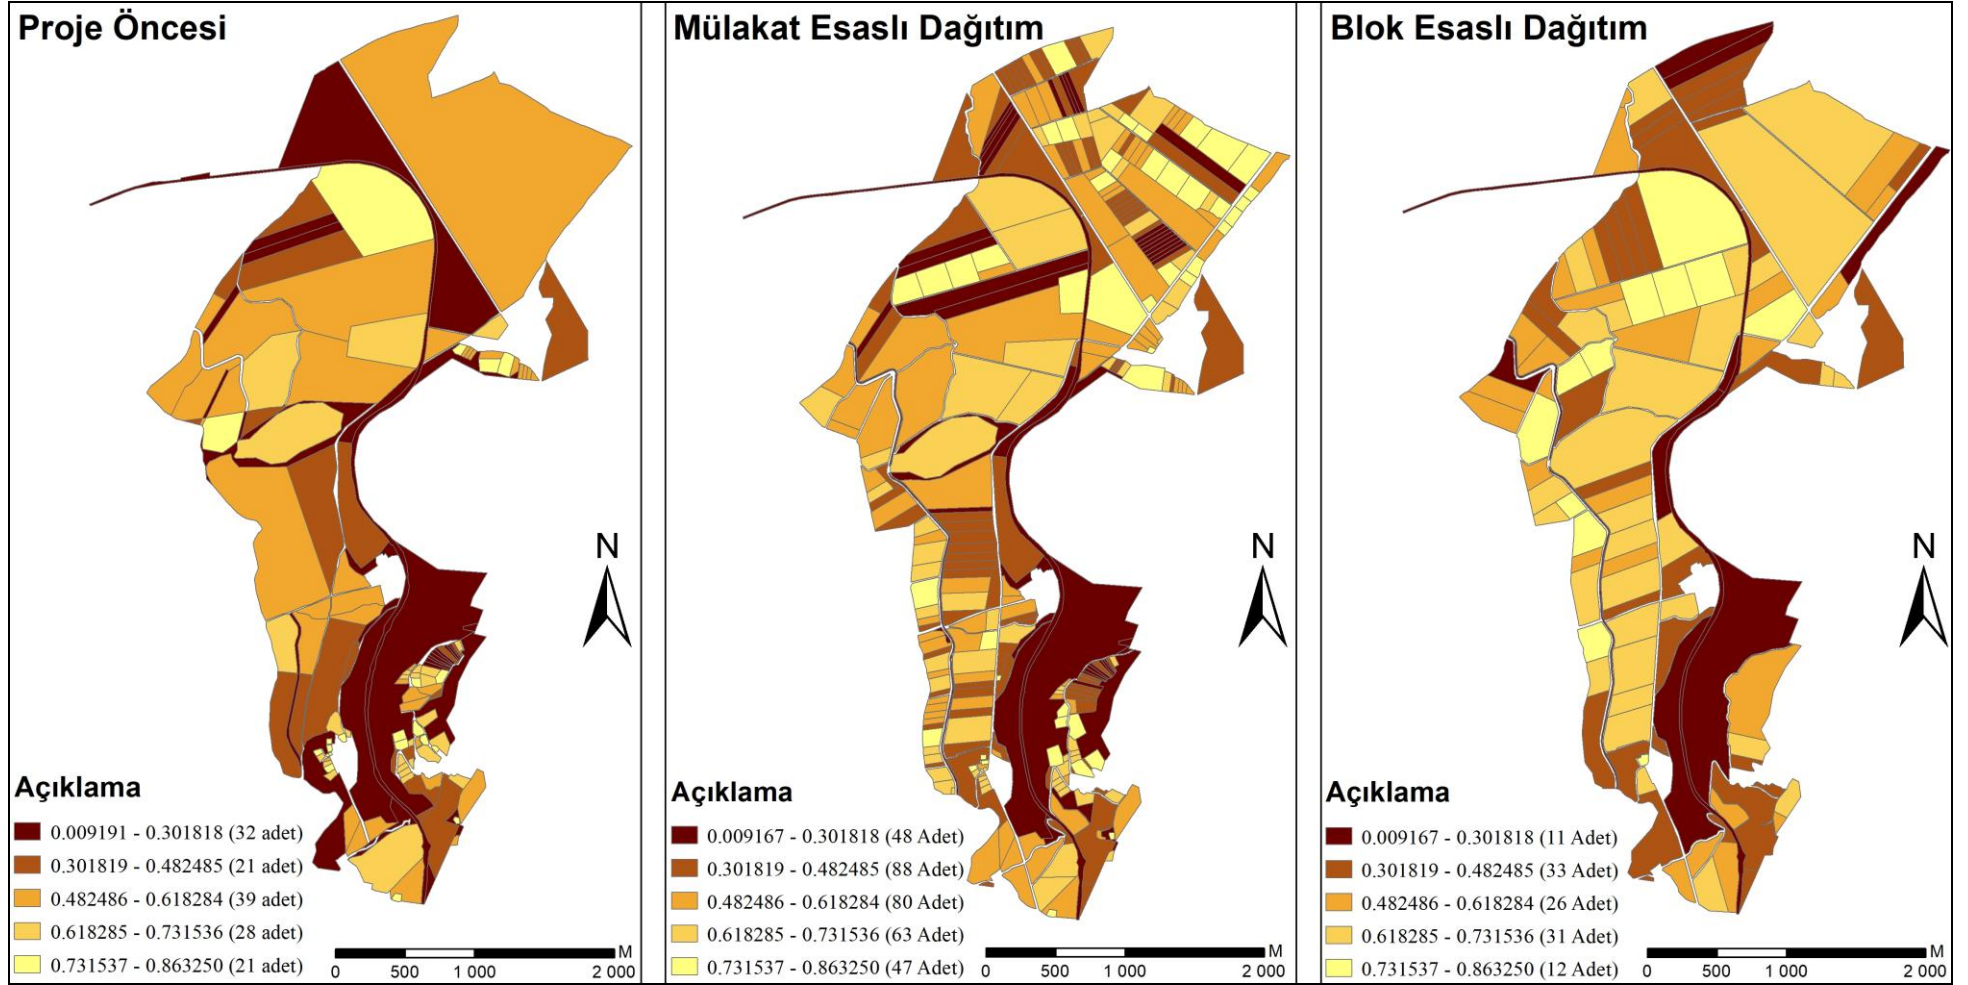 Proje Öncesi
N
Açıklama
0.009191 - 0.301818 (32 adet)
0.301819 - 0.482485 (21 adet)
0.482486 - 0.618284 (39 adet)
0.618285 - 0.731536 (28 adet)
0.731537 - 0.863250 (21 adet)
M
0 500 1 000 2 000
Mülakat Esaslı Dağıtım
N
Açıklama
0.009167 - 0.301818 (48 Adet)
0.301819 - 0.482485 (88 Adet)
0.482486 - 0.618284 (80 Adet)
0.618285 - 0.731536 (63 Adet)
0.731537 - 0.863250 (47 Adet)
M
0 500 1 000 2 000
Blok Esaslı Dağıtım
N
Açıklama
0.009167 - 0.301818 (11 Adet)
0.301819 - 0.482485 (33 Adet)
0.482486 - 0.618284 (26 Adet)
0.618285 - 0.731536 (31 Adet)
0.731537 - 0.863250 (12 Adet)
M
0 500 1 000 2 000